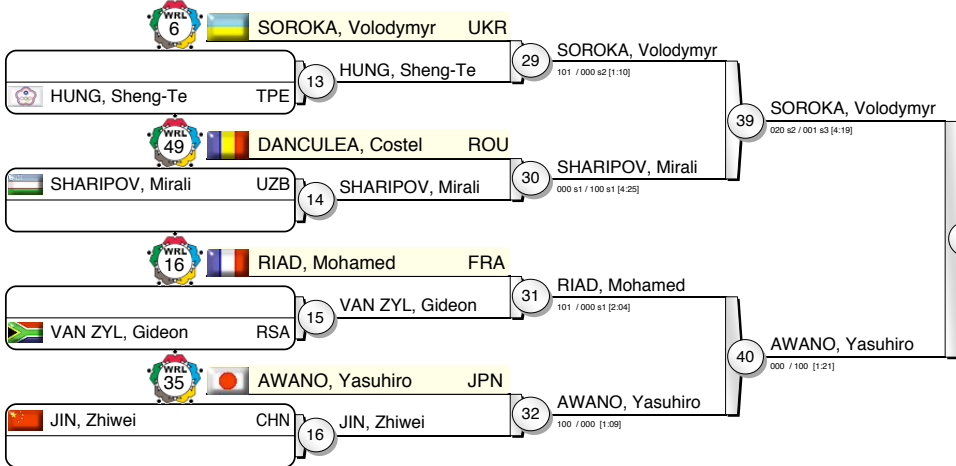 WRL
6
SOROKA, Volodymyr UKR
HUNG, Sheng-Te TPE
13
HUNG, Sheng-Te
29
SOROKA, Volodymyr
101 / 000 s2 [1:10]
WRL
49
DANCULEA, Costel ROU
SHARIPOV, Mirali UZB
14
SHARIPOV, Mirali
30
SHARIPOV, Mirali
000 s1 / 100 s1 [4:25]
39
SOROKA, Volodymyr
020 s2 / 001 s3 [4:19]
WRL
16
RIAD, Mohamed FRA
VAN ZYL, Gideon RSA
15
VAN ZYL, Gideon
31
RIAD, Mohamed
101 / 000 s1 [2:04]
WRL
35
AWANO, Yasuhiro JPN
JIN, Zhiwei CHN
16
JIN, Zhiwei
32
AWANO, Yasuhiro
100 / 000 [1:09]
40
AWANO, Yasuhiro
000 / 100 [1:21]